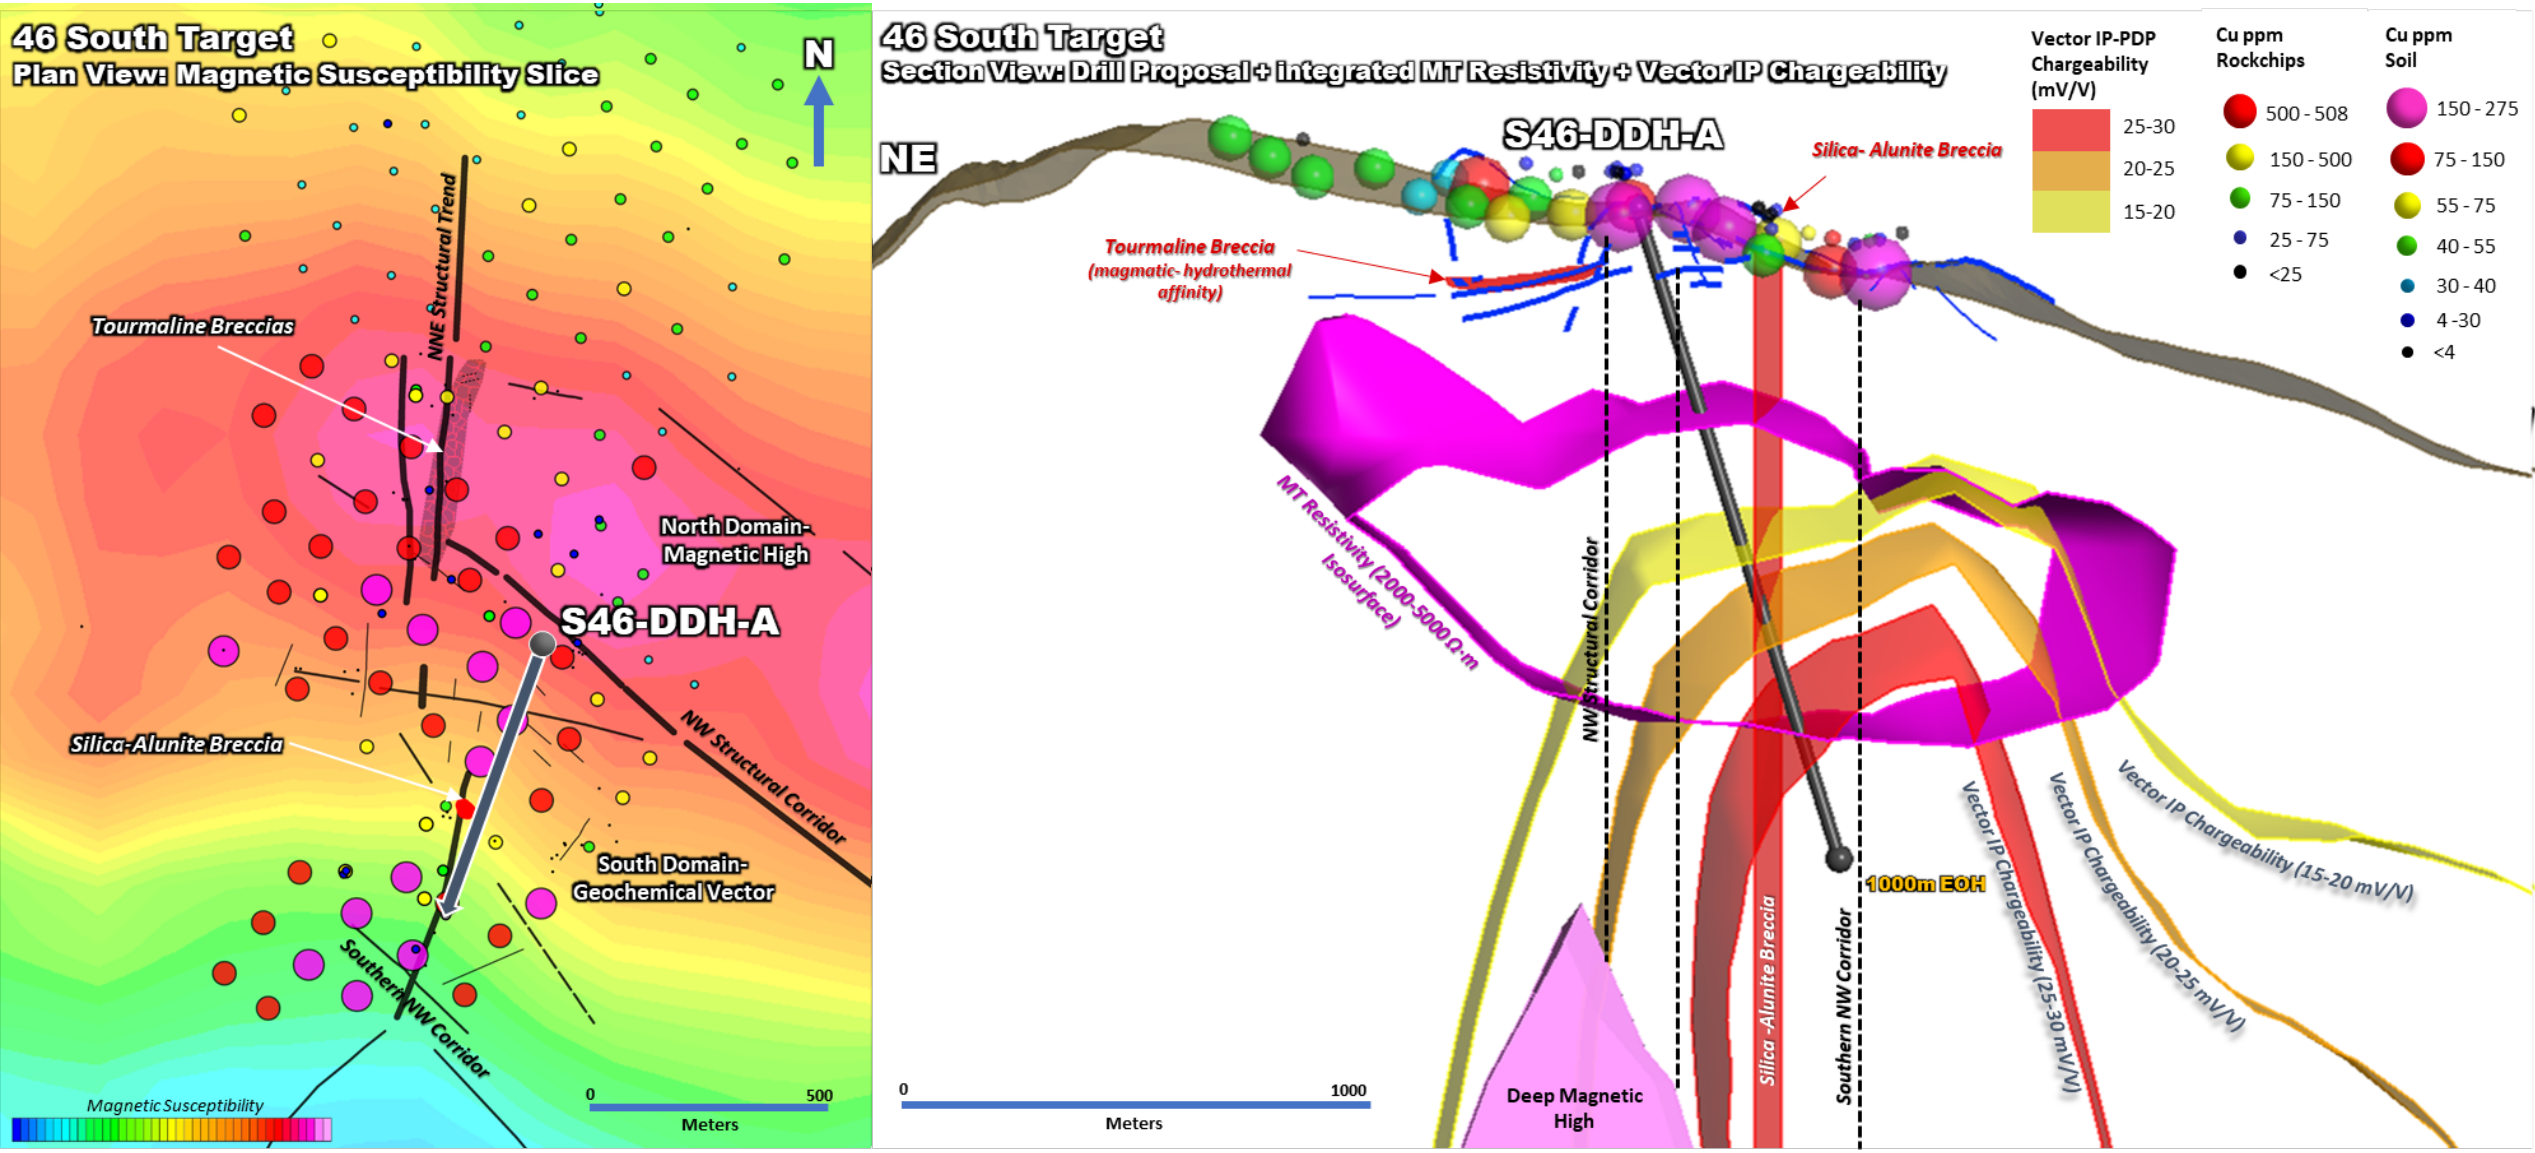 46 South Target
Plan View: Magnetic Susceptibility Slice
N
NNE Structural Trend
Tourmaline Breccias
North Domain-
Magnetic High
S46-DDH-A
NW Structural Corridor
Silica-Alunite Breccia
South Domain-
Geochemical Vector
Southern NW Corridor
Magnetic Susceptibility
0 500
Meters
46 South Target
Section View: Drill Proposal + integrated MT Resistivity + Vector IP Chargeability
NE
S46-DDH-A
Silica- Alunite Breccia
Tourmaline Breccia
(magmatic- hydrothermal
affinity)
MT Resistivity (2000-5000 Ω·m
Isosurface)
NW Structural Corridor
1000m EOH
Silica -Alunite Breccia
Southern NW Corridor
Vector IP Chargeability (25-30 mV/V)
Vector IP Chargeability (20-25 mV/V)
Vector IP Chargeability (15-20 mV/V)
Deep Magnetic
High
0 1000
Meters
Vector IP-PDP
Chargeability
(mV/V)
25-30
20-25
15-20
Cu ppm
Rockchips
500 - 508
150 - 500
75 - 150
25 - 75
<25
Cu ppm
Soil
150 - 275
75 - 150
55 - 75
40 - 55
30 - 40
4 -30
<4